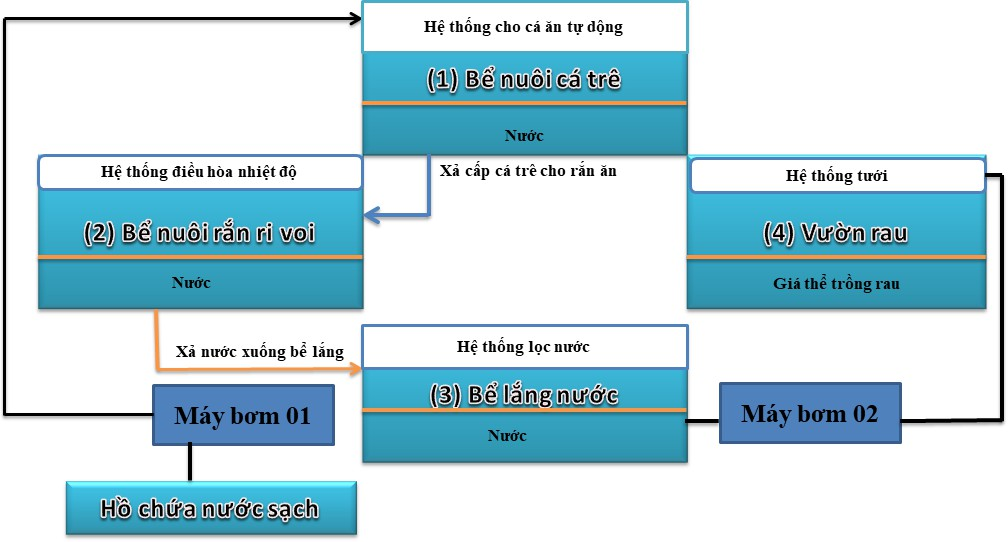 Hệ thống cho cá ăn tự dộng
(1) Bể nuôi cá trê
Nước
Hệ thống điều hòa nhiệt độ
Xả cấp cá trê cho rắn ăn
Hệ thống tưới
(2) Bể nuôi rắn ri voi
(4) Vườn rau
Nước
Giá thể trồng rau
Xả nước xuống bể lắng
Hệ thống lọc nước
(3) Bể lắng nước
Máy bơm 01
Máy bơm 02
Nước
Hồ chứa nước sạch